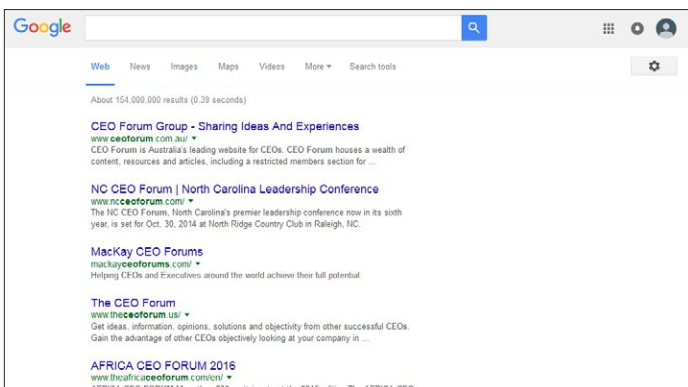 Google
Web News Images Maps Videos More Search tools
About 154,000,000 results (0.39 seconds)
CEO Forum Group - Sharing Ideas And Experiences
www.ceoforum.com.au/
CEO Forum is Australia's leading website for CEOs. CEO Forum houses a wealth of
content, resources and articles, including a restricted members section for ...
NC CEO Forum | North Carolina Leadership Conference
www.ncceoforum.com/
The NC CEO Forum, North Carolina's premier leadership conference now in its sixth
year, is set for Oct. 30, 2014 at North Ridge Country Club in Raleigh, NC.
MacKay CEO Forums
mackayceoforums.com/
Helping CEOs and Executives around the world achieve their full potential.
The CEO Forum
www.theceoforum.us/
Get ideas, information, opinions, solutions and objectivity from other successful CEOs.
Gain the advantage of other CEOs objectively looking at your company in ...
AFRICA CEO FORUM 2016
www.theafricaceoforum.com/en/